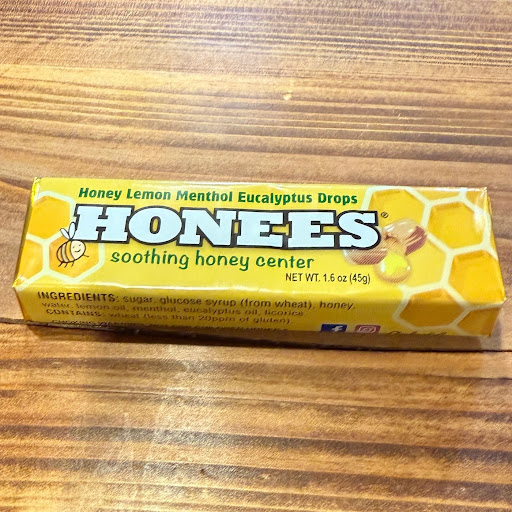 Honey Lemon Menthol Eucalyptus Drops
HONEES®
soothing honey center
NET WT. 1.6 oz (45g)
INGREDIENTS: sugar, glucose syrup (from wheat), honey,
water, lemon oil, menthol, eucalyptus oil, licorice
CONTAINS: wheat (less than 20ppm of gluten)